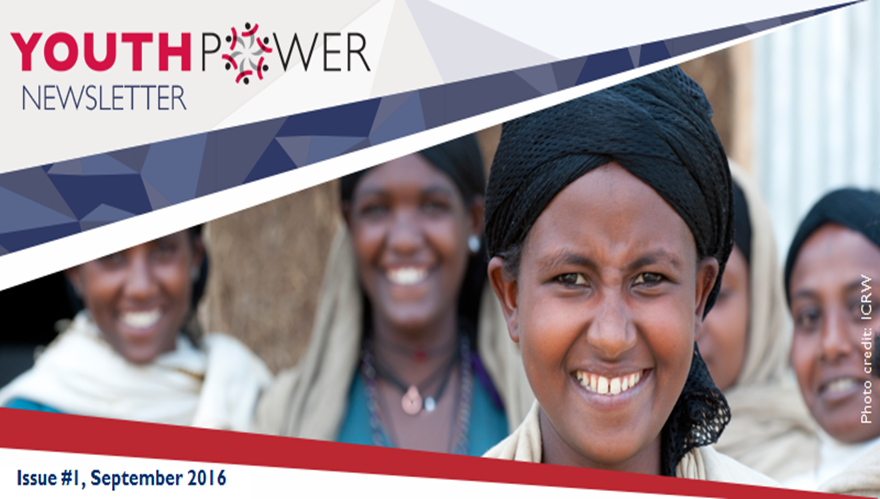 YOUTHPOWER
NEWSLETTER
Photo credit: ICRW
Issue #1, September 2016